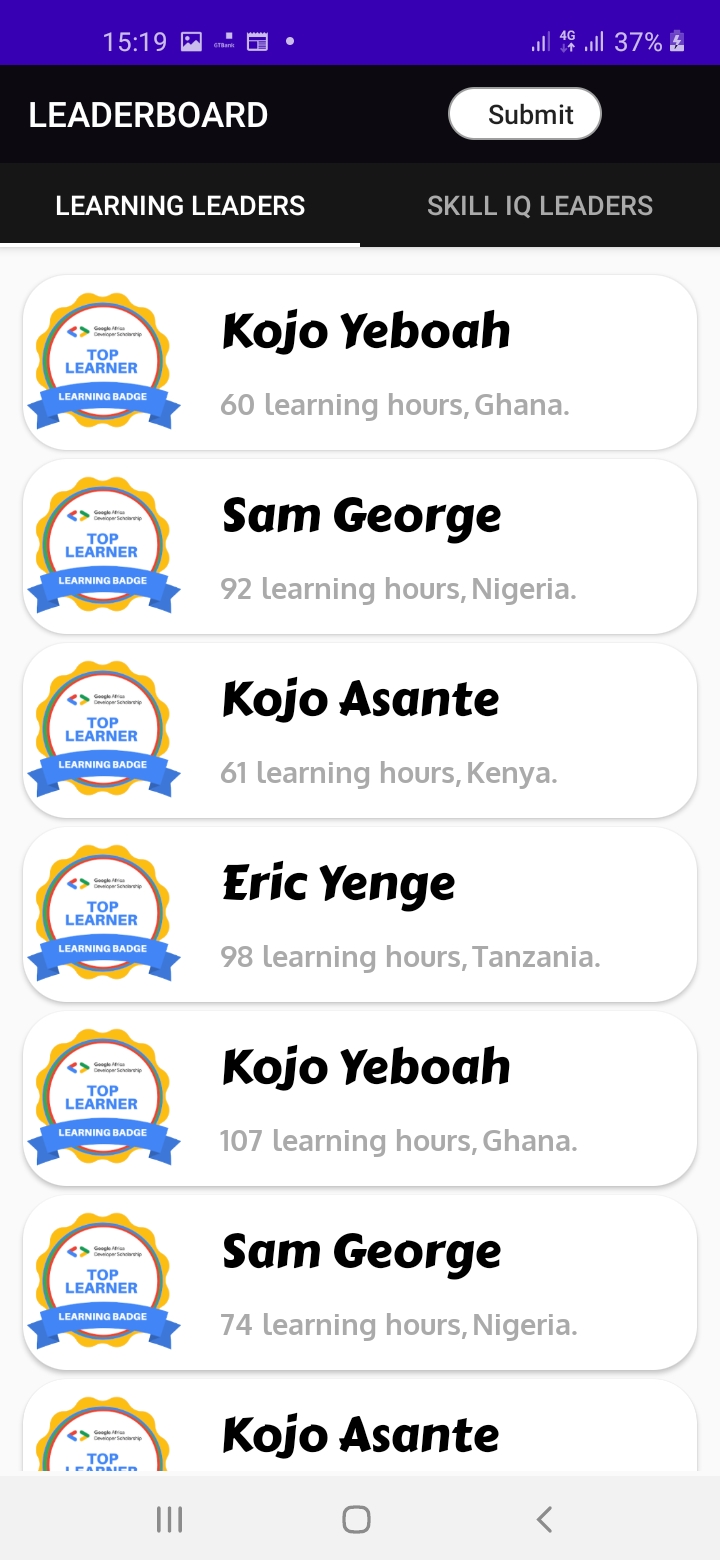 15:19 GTBank 4G 37%
LEADERBOARD Submit
LEARNING LEADERS SKILL IQ LEADERS
Google Africa
Developer Scholarship
TOP
LEARNER
LEARNING BADGE
Kojo Yeboah
60 learning hours, Ghana.
Google Africa
Developer Scholarship
TOP
LEARNER
LEARNING BADGE
Sam George
92 learning hours, Nigeria.
Google Africa
Developer Scholarship
TOP
LEARNER
LEARNING BADGE
Kojo Asante
61 learning hours, Kenya.
Google Africa
Developer Scholarship
TOP
LEARNER
LEARNING BADGE
Eric Yenge
98 learning hours, Tanzania.
Google Africa
Developer Scholarship
TOP
LEARNER
LEARNING BADGE
Kojo Yeboah
107 learning hours, Ghana.
Google Africa
Developer Scholarship
TOP
LEARNER
LEARNING BADGE
Sam George
74 learning hours, Nigeria.
Google Africa
Developer Scholarship
TOP
LEARNER
Kojo Asante